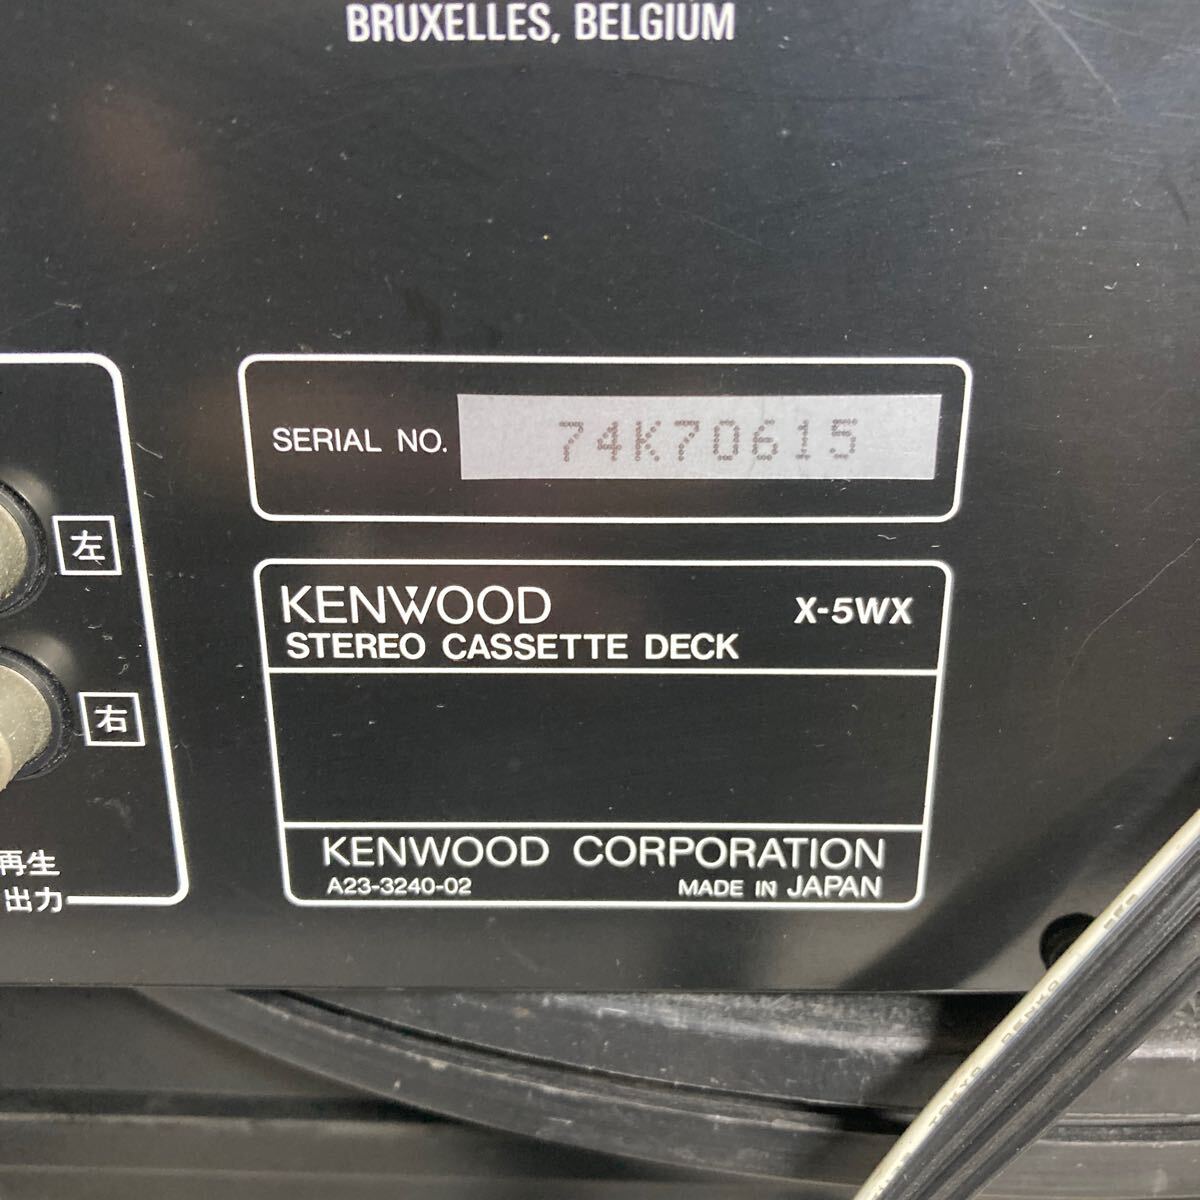 BRUXELLES, BELGIUM
SERIAL NO. 74K70615
左
右
再生
出力
KENWOOD X-5WX
STEREO CASSETTE DECK
KENWOOD CORPORATION
A23-3240-02 MADE IN JAPAN